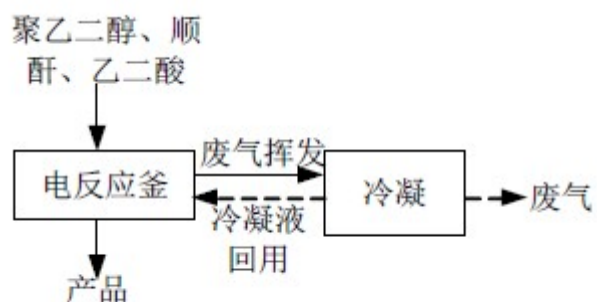 聚乙二醇、顺
酐、乙二酸
电反应釜
废气挥发
冷凝液
回用
冷凝
废气
产品